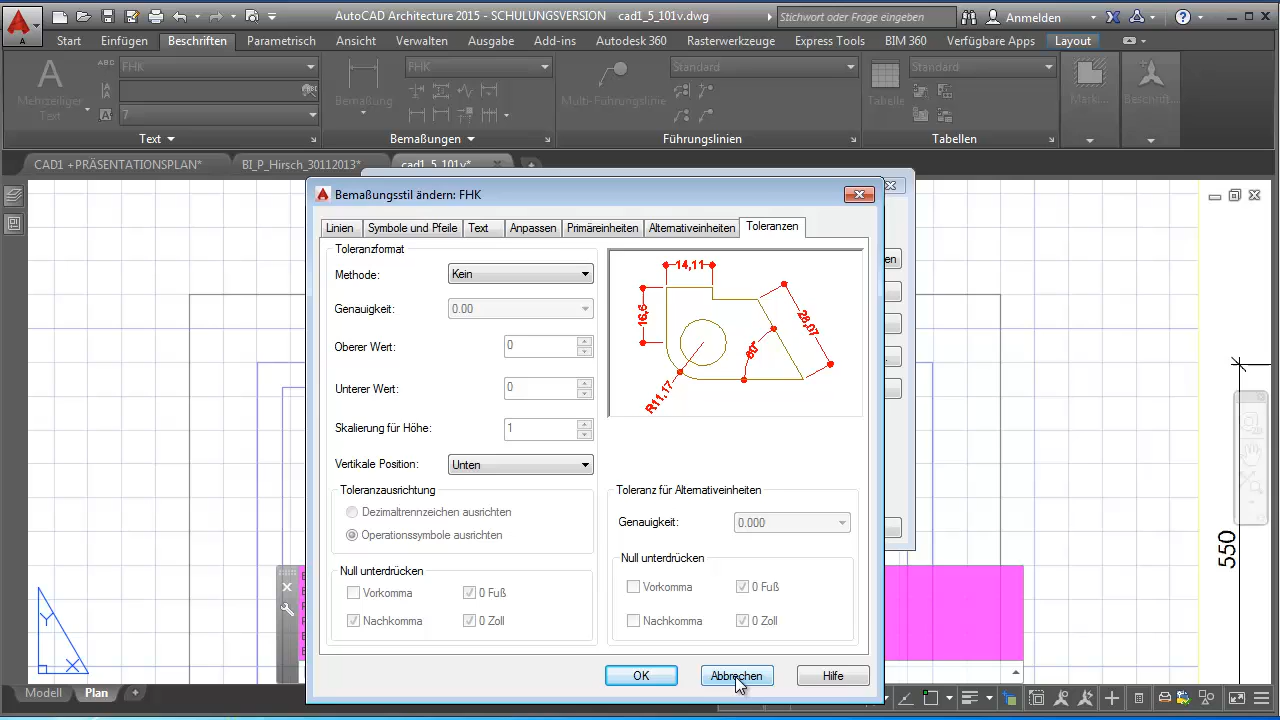 AutoCAD Architecture 2015 - SCHULUNGSVERSION cad1_5_101v.dwg
Stichwort oder Frage eingeben
Anmelden
Start Einfügen Beschriften Parametrisch Ansicht Verwalten Ausgabe Add-ins Autodesk 360 Rasterwerkzeuge Express Tools BIM 360 Verfügbare Apps Layout
FHK FHK Standard Standard
Mehrzeiliger Text
7
Bemaßung
Multi-Führungslinie
Tabelle
Marki...
Beschrift...
Text Bemaßungen Führungslinien Tabellen
CAD1 +PRÄSENTATIONSPLAN* BI_P_Hirsch_30112013* cad1_5_101v*
Bemaßungsstil ändern: FHK
Linien Symbole und Pfeile Text Anpassen Primäreinheiten Alternativeinheiten Toleranzen
Toleranzformat
Methode: Kein
Genauigkeit: 0.00
Oberer Wert: 0
Unterer Wert: 0
Skalierung für Höhe: 1
Vertikale Position: Unten
14,11
16,6
28,07
60°
R11,17
en
Toleranzausrichtung
Dezimaltrennzeichen ausrichten
Operationssymbole ausrichten
Null unterdrücken
Vorkomma 0 Fuß
Nachkomma 0 Zoll
Toleranz für Alternativeinheiten
Genauigkeit: 0.000
Null unterdrücken
Vorkomma 0 Fuß
Nachkomma 0 Zoll
OK Abbrechen Hilfe
550
Y
X
Modell Plan